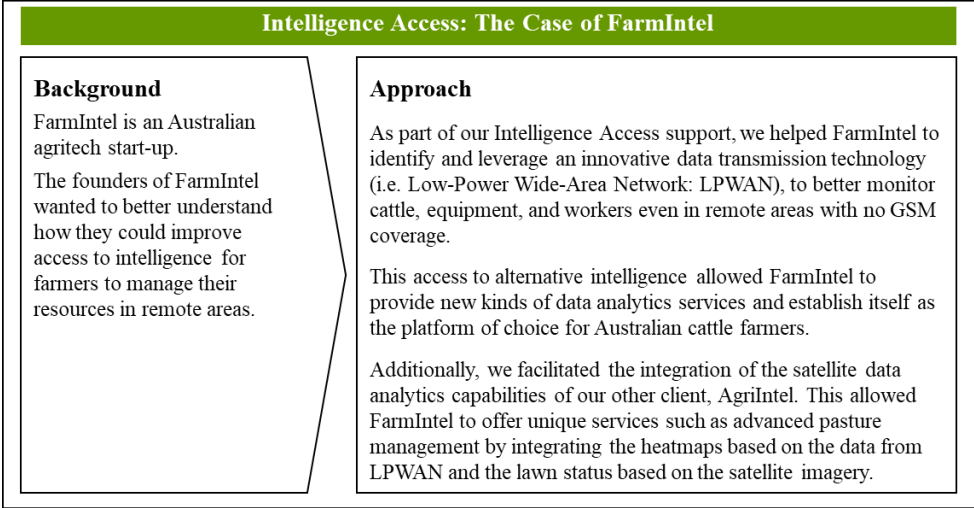 Intelligence Access: The Case of FarmIntel
Background
FarmIntel is an Australian
agritech start-up.
The founders of FarmIntel
wanted to better understand
how they could improve
access to intelligence for
farmers to manage their
resources in remote areas.
Approach
As part of our Intelligence Access support, we helped FarmIntel to
identify and leverage an innovative data transmission technology
(i.e. Low-Power Wide-Area Network: LPWAN), to better monitor
cattle, equipment, and workers even in remote areas with no GSM
coverage.
This access to alternative intelligence allowed FarmIntel to
provide new kinds of data analytics services and establish itself as
the platform of choice for Australian cattle farmers.
Additionally, we facilitated the integration of the satellite data
analytics capabilities of our other client, AgriIntel. This allowed
FarmIntel to offer unique services such as advanced pasture
management by integrating the heatmaps based on the data from
LPWAN and the lawn status based on the satellite imagery.